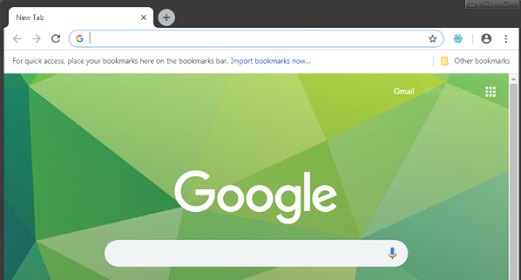 New Tab
For quick access, place your bookmarks here on the bookmarks bar. Import bookmarks now... Other bookmarks
Gmail
Google